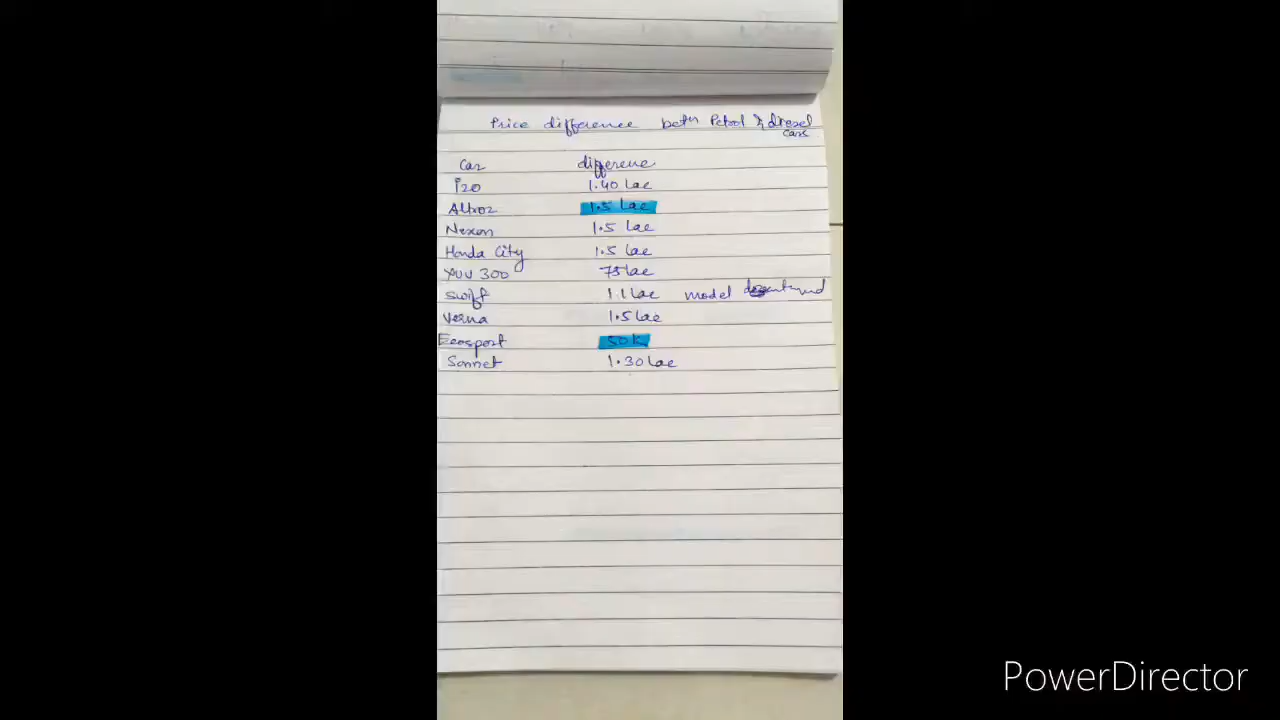 Price difference betⁿ Petrol & diesel
cars
Car difference
i20 1.40 Lac
Altroz 1.5 Lac
Nexon 1.5 Lac
Honda City 1.5 lac
XUV 300 75 lac
Swift 1.1 Lac model
Verna 1.5 Lac
Ecosport 50K
Sonnet 1.30 Lac
PowerDirector